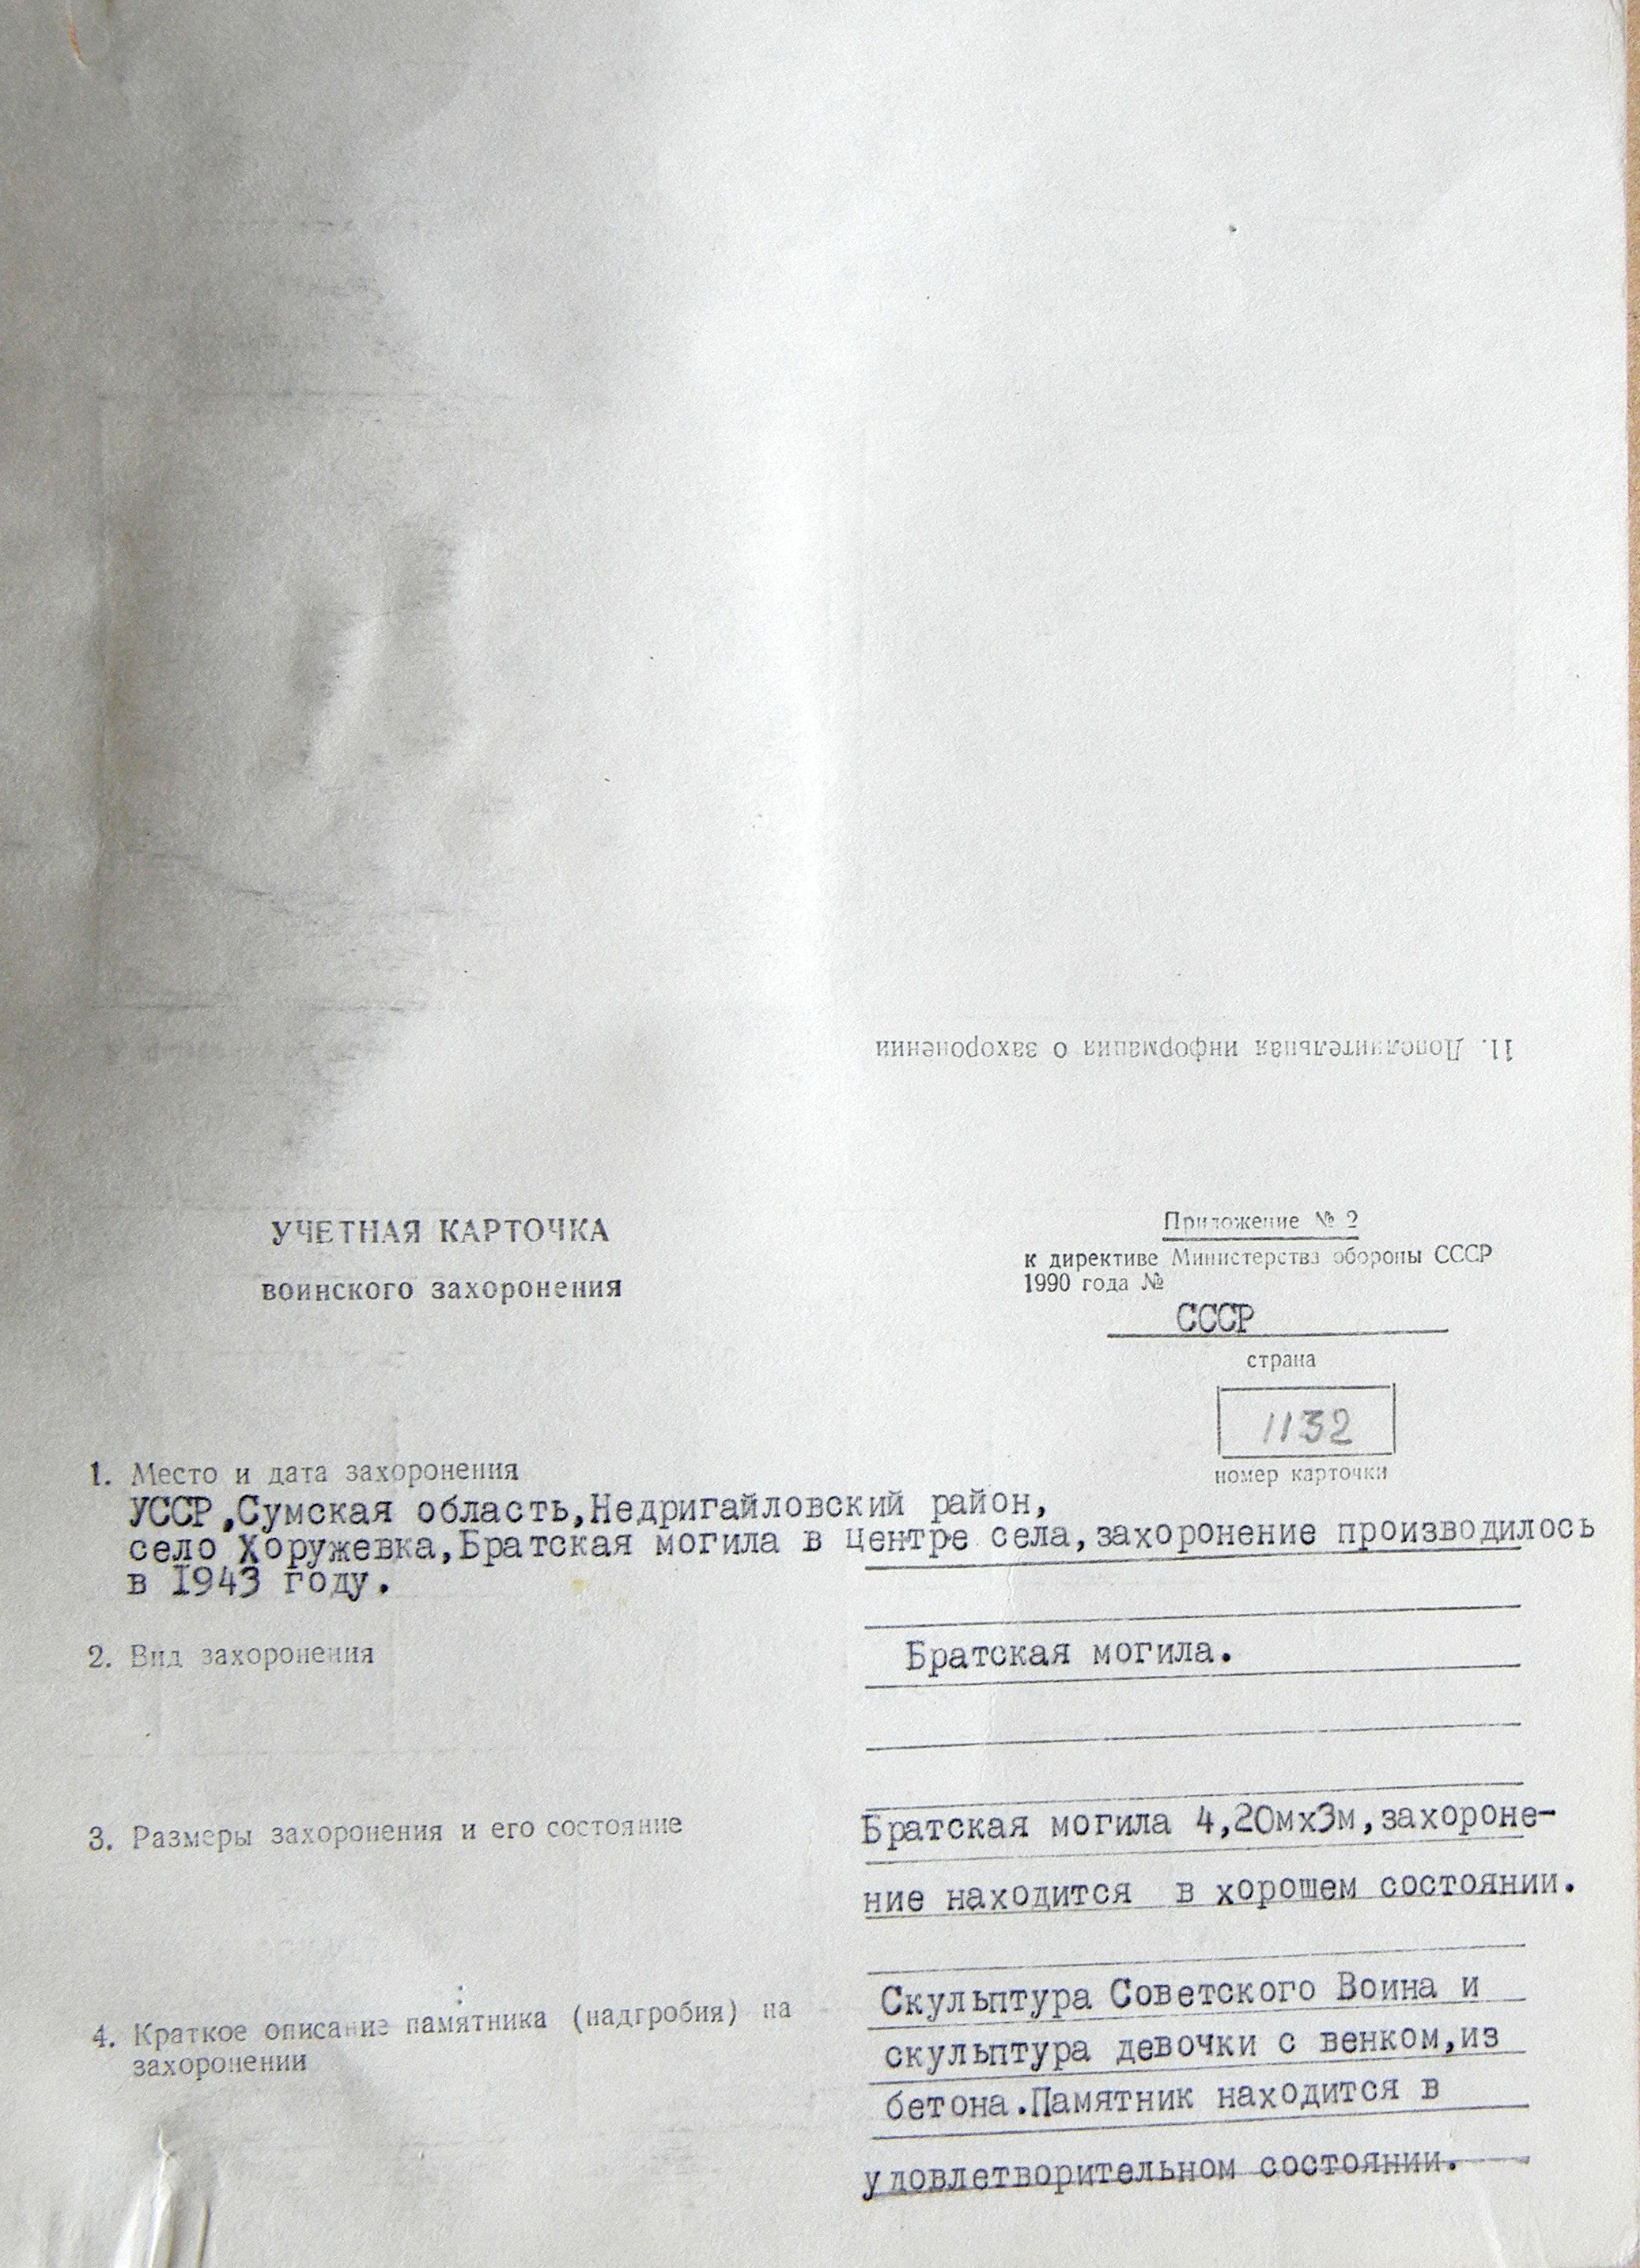 11. Дополнительная информация о захоронении
УЧЕТНАЯ КАРТОЧКА
воинского захоронения
Приложение № 2
к директиве Министерства обороны СССР
1990 года №
СССР
страна
1132
номер карточки
1. Место и дата захоронения
УССР,Сумская область,Недригайловский район,
село Хоружевка,Братская могила в центре села,захоронение производилось
в 1943 году.
2. Вид захоронения
Братская могила.
3. Размеры захоронения и его состояние
Братская могила 4,20мх3м,захороне-
ние находится в хорошем состоянии.
4. Краткое описание памятника (надгробия) на
захоронении
Скульптура Советского Воина и
скульптура девочки с венком,из
бетона.Памятник находится в
удовлетворительном состоянии.